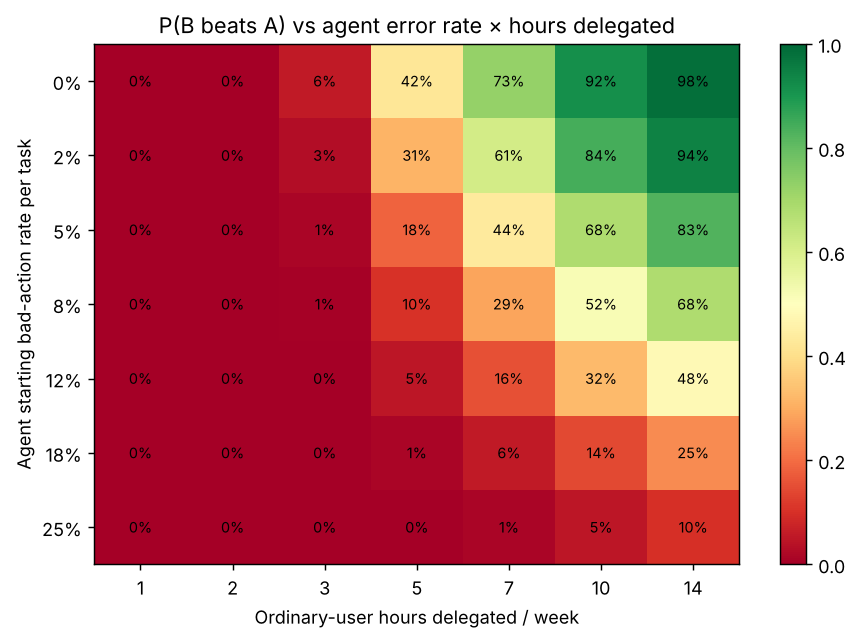 P(B beats A) vs agent error rate × hours delegated
Agent starting bad-action rate per task
0% 0% 0% 6% 42% 73% 92% 98%
2% 0% 0% 3% 31% 61% 84% 94%
5% 0% 0% 1% 18% 44% 68% 83%
8% 0% 0% 1% 10% 29% 52% 68%
12% 0% 0% 0% 5% 16% 32% 48%
18% 0% 0% 0% 1% 6% 14% 25%
25% 0% 0% 0% 0% 1% 5% 10%
1 2 3 5 7 10 14
Ordinary-user hours delegated / week
1.0
0.8
0.6
0.4
0.2
0.0